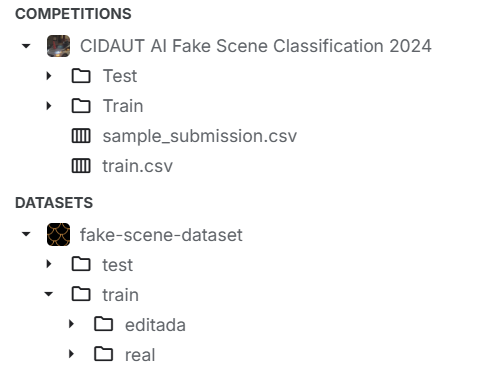 COMPETITIONS
CIDAUT AI Fake Scene Classification 2024
Test
Train
sample_submission.csv
train.csv
DATASETS
fake-scene-dataset
test
train
editada
real